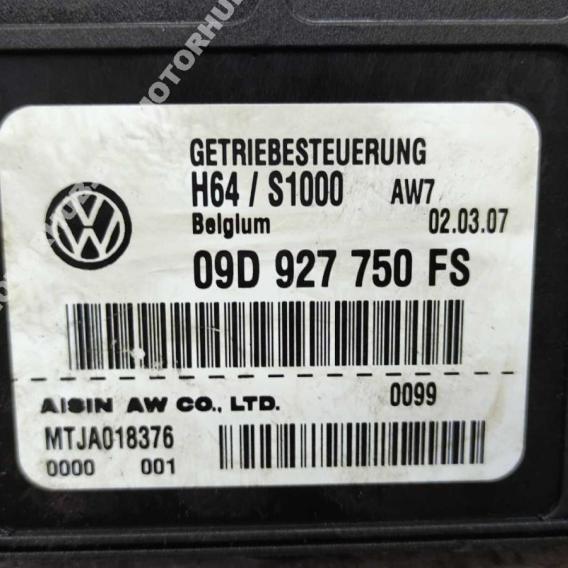 GETRIEBESTEUERUNG
H64 / S1000 AW7
Belgium 02.03.07
09D 927 750 FS
AISIN AW CO., LTD. 0099
MTJA018376
0000 001